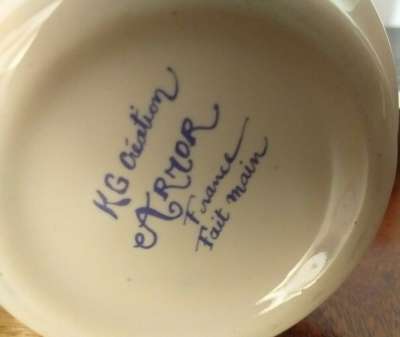 KG Création
ARMOR
France
Fait main